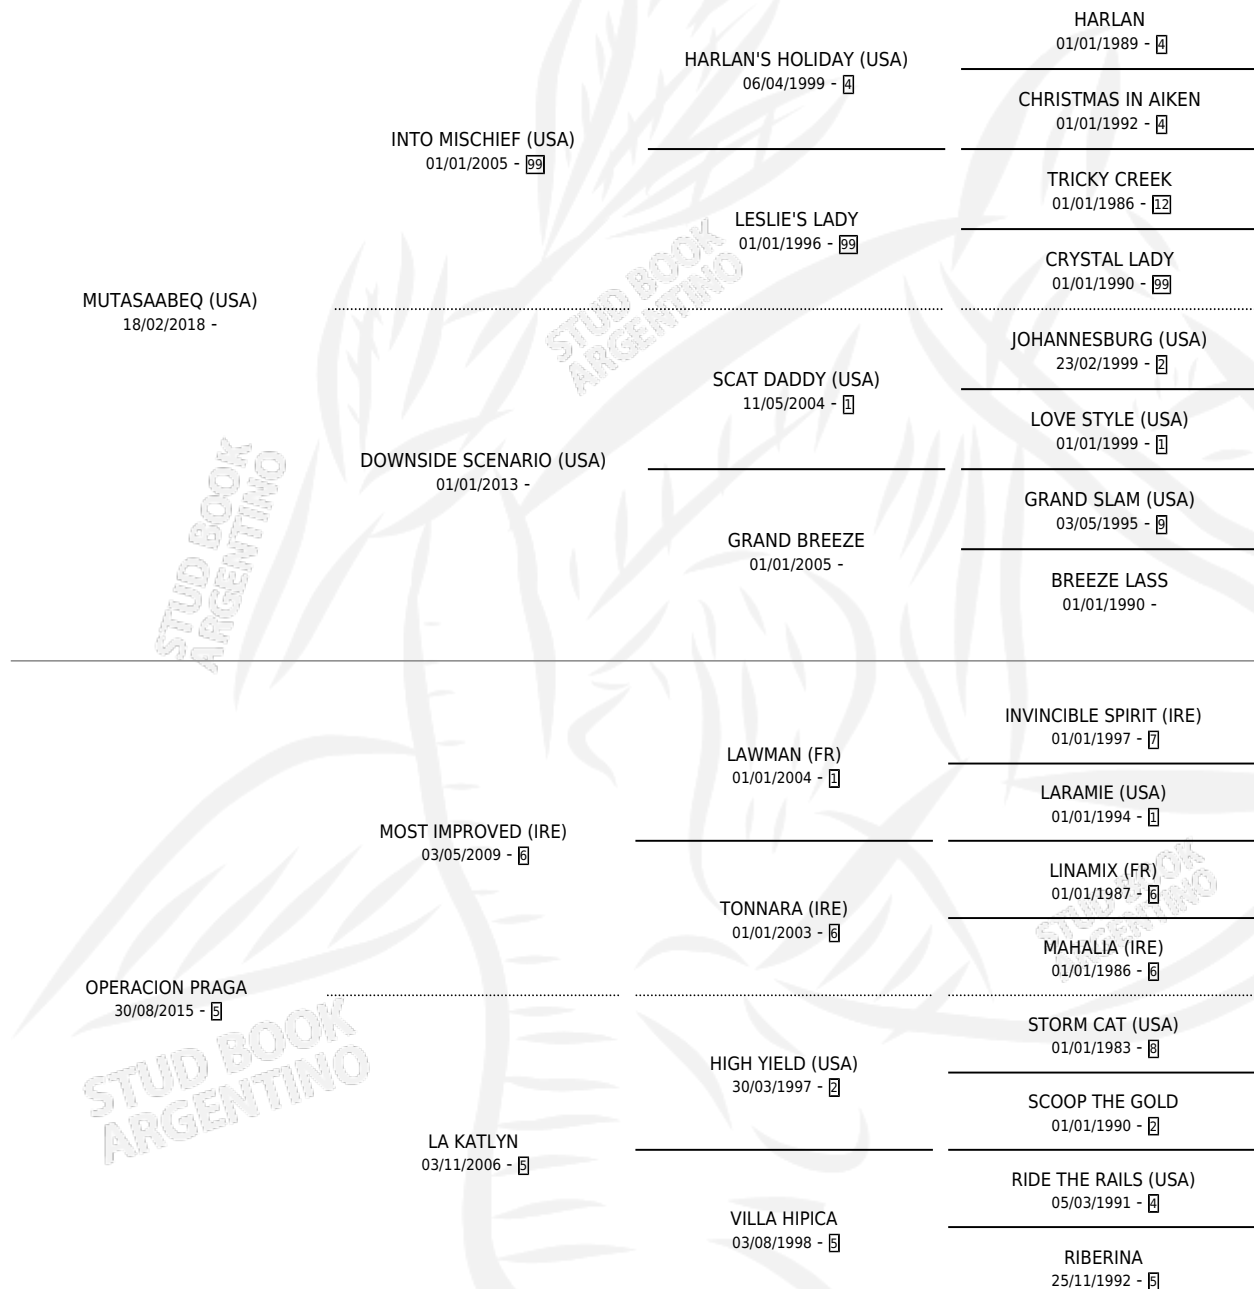 MUTASAABEQ (USA)
18/02/2018 -
INTO MISCHIEF (USA)
01/01/2005 - 99
HARLAN'S HOLIDAY (USA)
06/04/1999 - 4
HARLAN
01/01/1989 - 4
CHRISTMAS IN AIKEN
01/01/1992 - 4
LESLIE'S LADY
01/01/1996 - 99
TRICKY CREEK
01/01/1986 - 12
CRYSTAL LADY
01/01/1990 - 99
DOWNSIDE SCENARIO (USA)
01/01/2013 -
SCAT DADDY (USA)
11/05/2004 - 1
JOHANNESBURG (USA)
23/02/1999 - 2
LOVE STYLE (USA)
01/01/1999 - 1
GRAND BREEZE
01/01/2005 -
GRAND SLAM (USA)
03/05/1995 - 9
BREEZE LASS
01/01/1990 -
OPERACION PRAGA
30/08/2015 - 5
MOST IMPROVED (IRE)
03/05/2009 - 6
LAWMAN (FR)
01/01/2004 - 1
INVINCIBLE SPIRIT (IRE)
01/01/1997 - 7
LARAMIE (USA)
01/01/1994 - 1
TONNARA (IRE)
01/01/2003 - 6
LINAMIX (FR)
01/01/1987 - 6
MAHALIA (IRE)
01/01/1986 - 6
LA KATLYN
03/11/2006 - 5
HIGH YIELD (USA)
30/03/1997 - 2
STORM CAT (USA)
01/01/1983 - 8
SCOOP THE GOLD
01/01/1990 - 2
VILLA HIPICA
03/08/1998 - 5
RIDE THE RAILS (USA)
05/03/1991 - 4
RIBERINA
25/11/1992 - 5
STUD BOOK
ARGENTINO
STUD BOOK
ARGENTINO
STUD BOOK
ARGENTINO
STUD BOOK
ARGENTINO